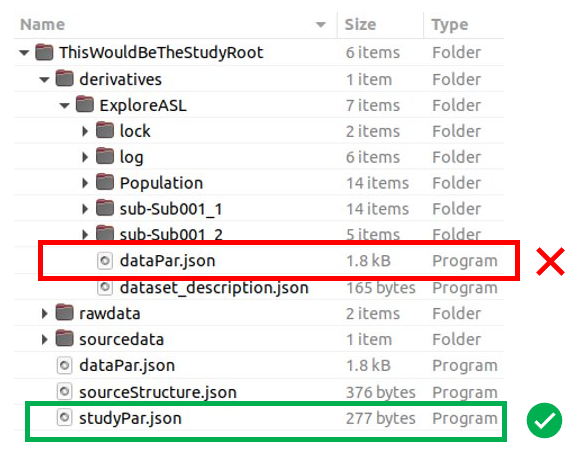 Name Size Type
ThisWouldBeTheStudyRoot 6 items Folder
derivatives 1 item Folder
ExploreASL 7 items Folder
lock 2 items Folder
log 6 items Folder
Population 14 items Folder
sub-Sub001_1 14 items Folder
sub-Sub001_2 5 items Folder
dataPar.json 1.8 kB Program
dataset_description.json 165 bytes Program
rawdata 2 items Folder
sourcedata 1 item Folder
dataPar.json 1.8 kB Program
sourceStructure.json 376 bytes Program
studyPar.json 277 bytes Program